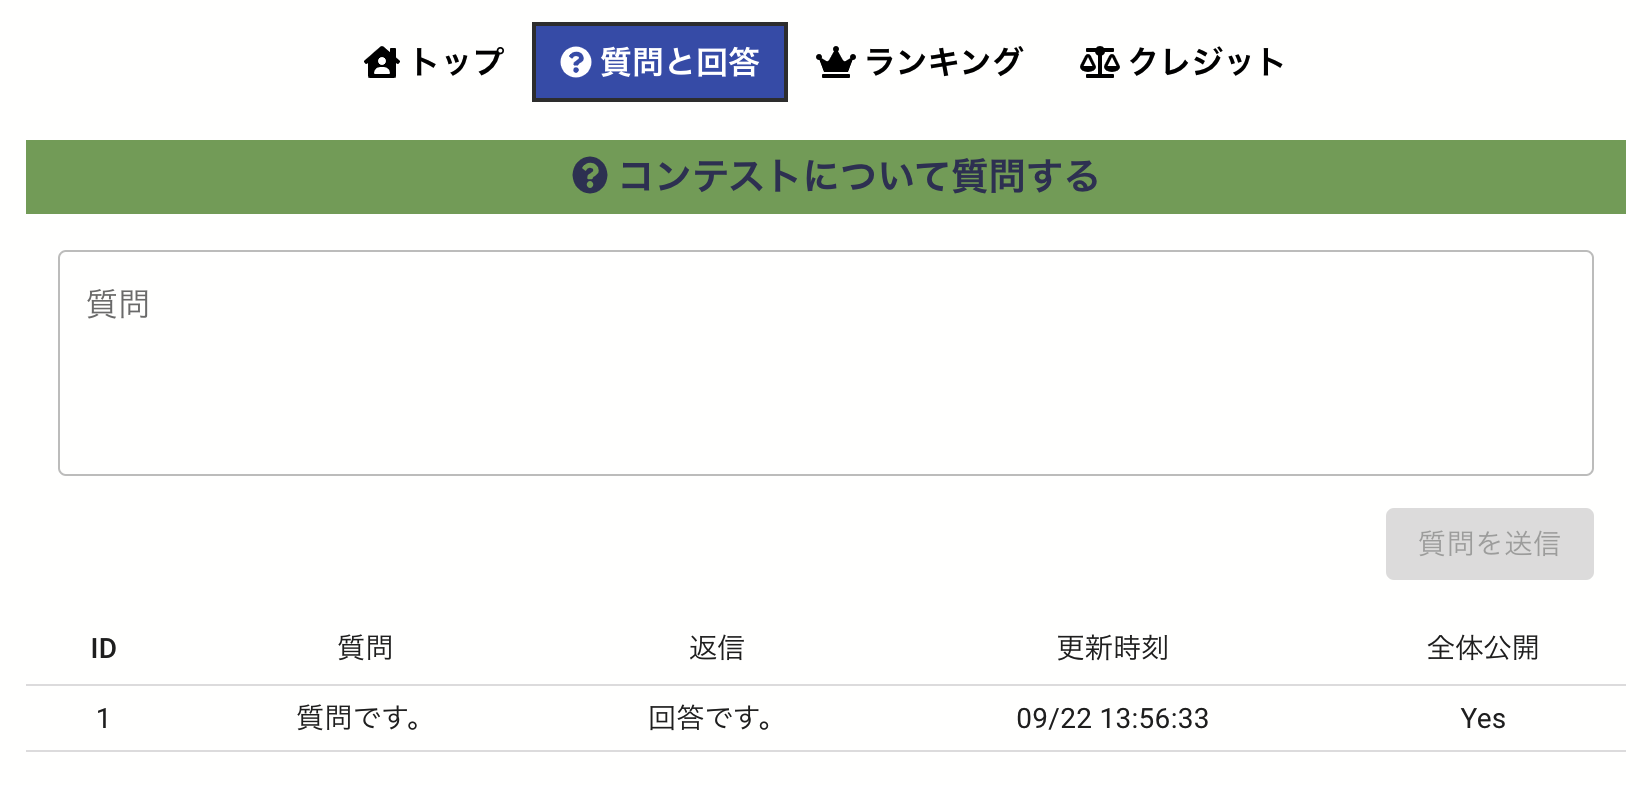 トップ 質問と回答 ランキング クレジット
コンテストについて質問する
質問
質問を送信
ID 質問 返信 更新時刻 全体公開
1 質問です。 回答です。 09/22 13:56:33 Yes